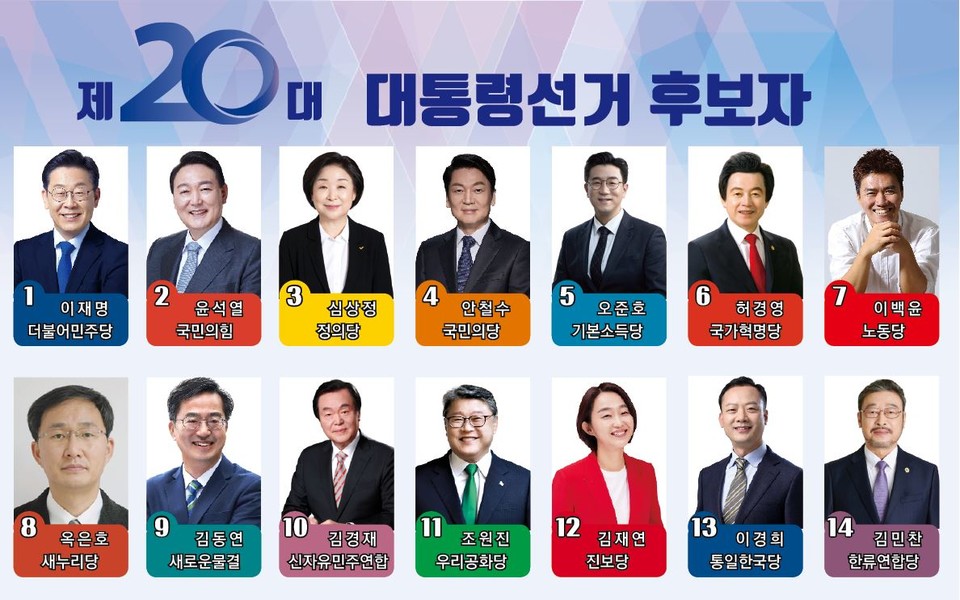 제20대 대통령선거 후보자
1 이재명
더불어민주당
2 윤석열
국민의힘
3 심상정
정의당
4 안철수
국민의당
5 오준호
기본소득당
6 허경영
국가혁명당
7 이백윤
노동당
8 옥은호
새누리당
9 김동연
새로운물결
10 김경재
신자유민주연합
11 조원진
우리공화당
12 김재연
진보당
13 이경희
통일한국당
14 김민찬
한류연합당